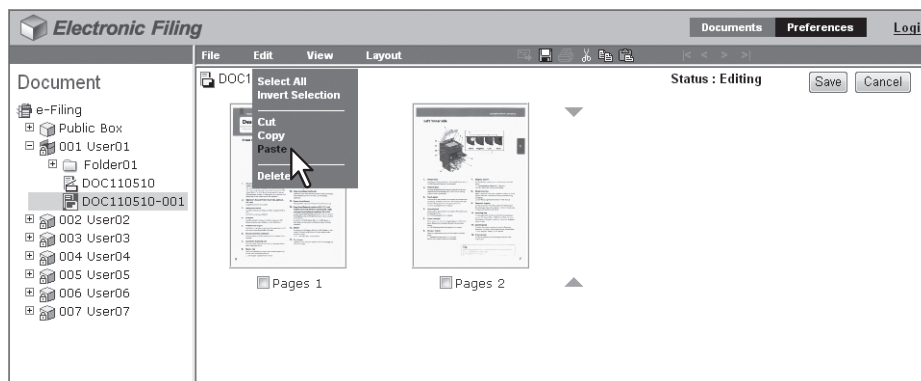 Electronic Filing
Documents Preferences Logi
File Edit View Layout
|< < > >|
Document
DOC1
Status : Editing
Save Cancel
Select All
Invert Selection
Cut
Copy
Paste
Delete
e-Filing
Public Box
001 User01
Folder01
DOC110510
DOC110510-001
002 User02
003 User03
004 User04
005 User05
006 User06
007 User07
Pages 1
Pages 2